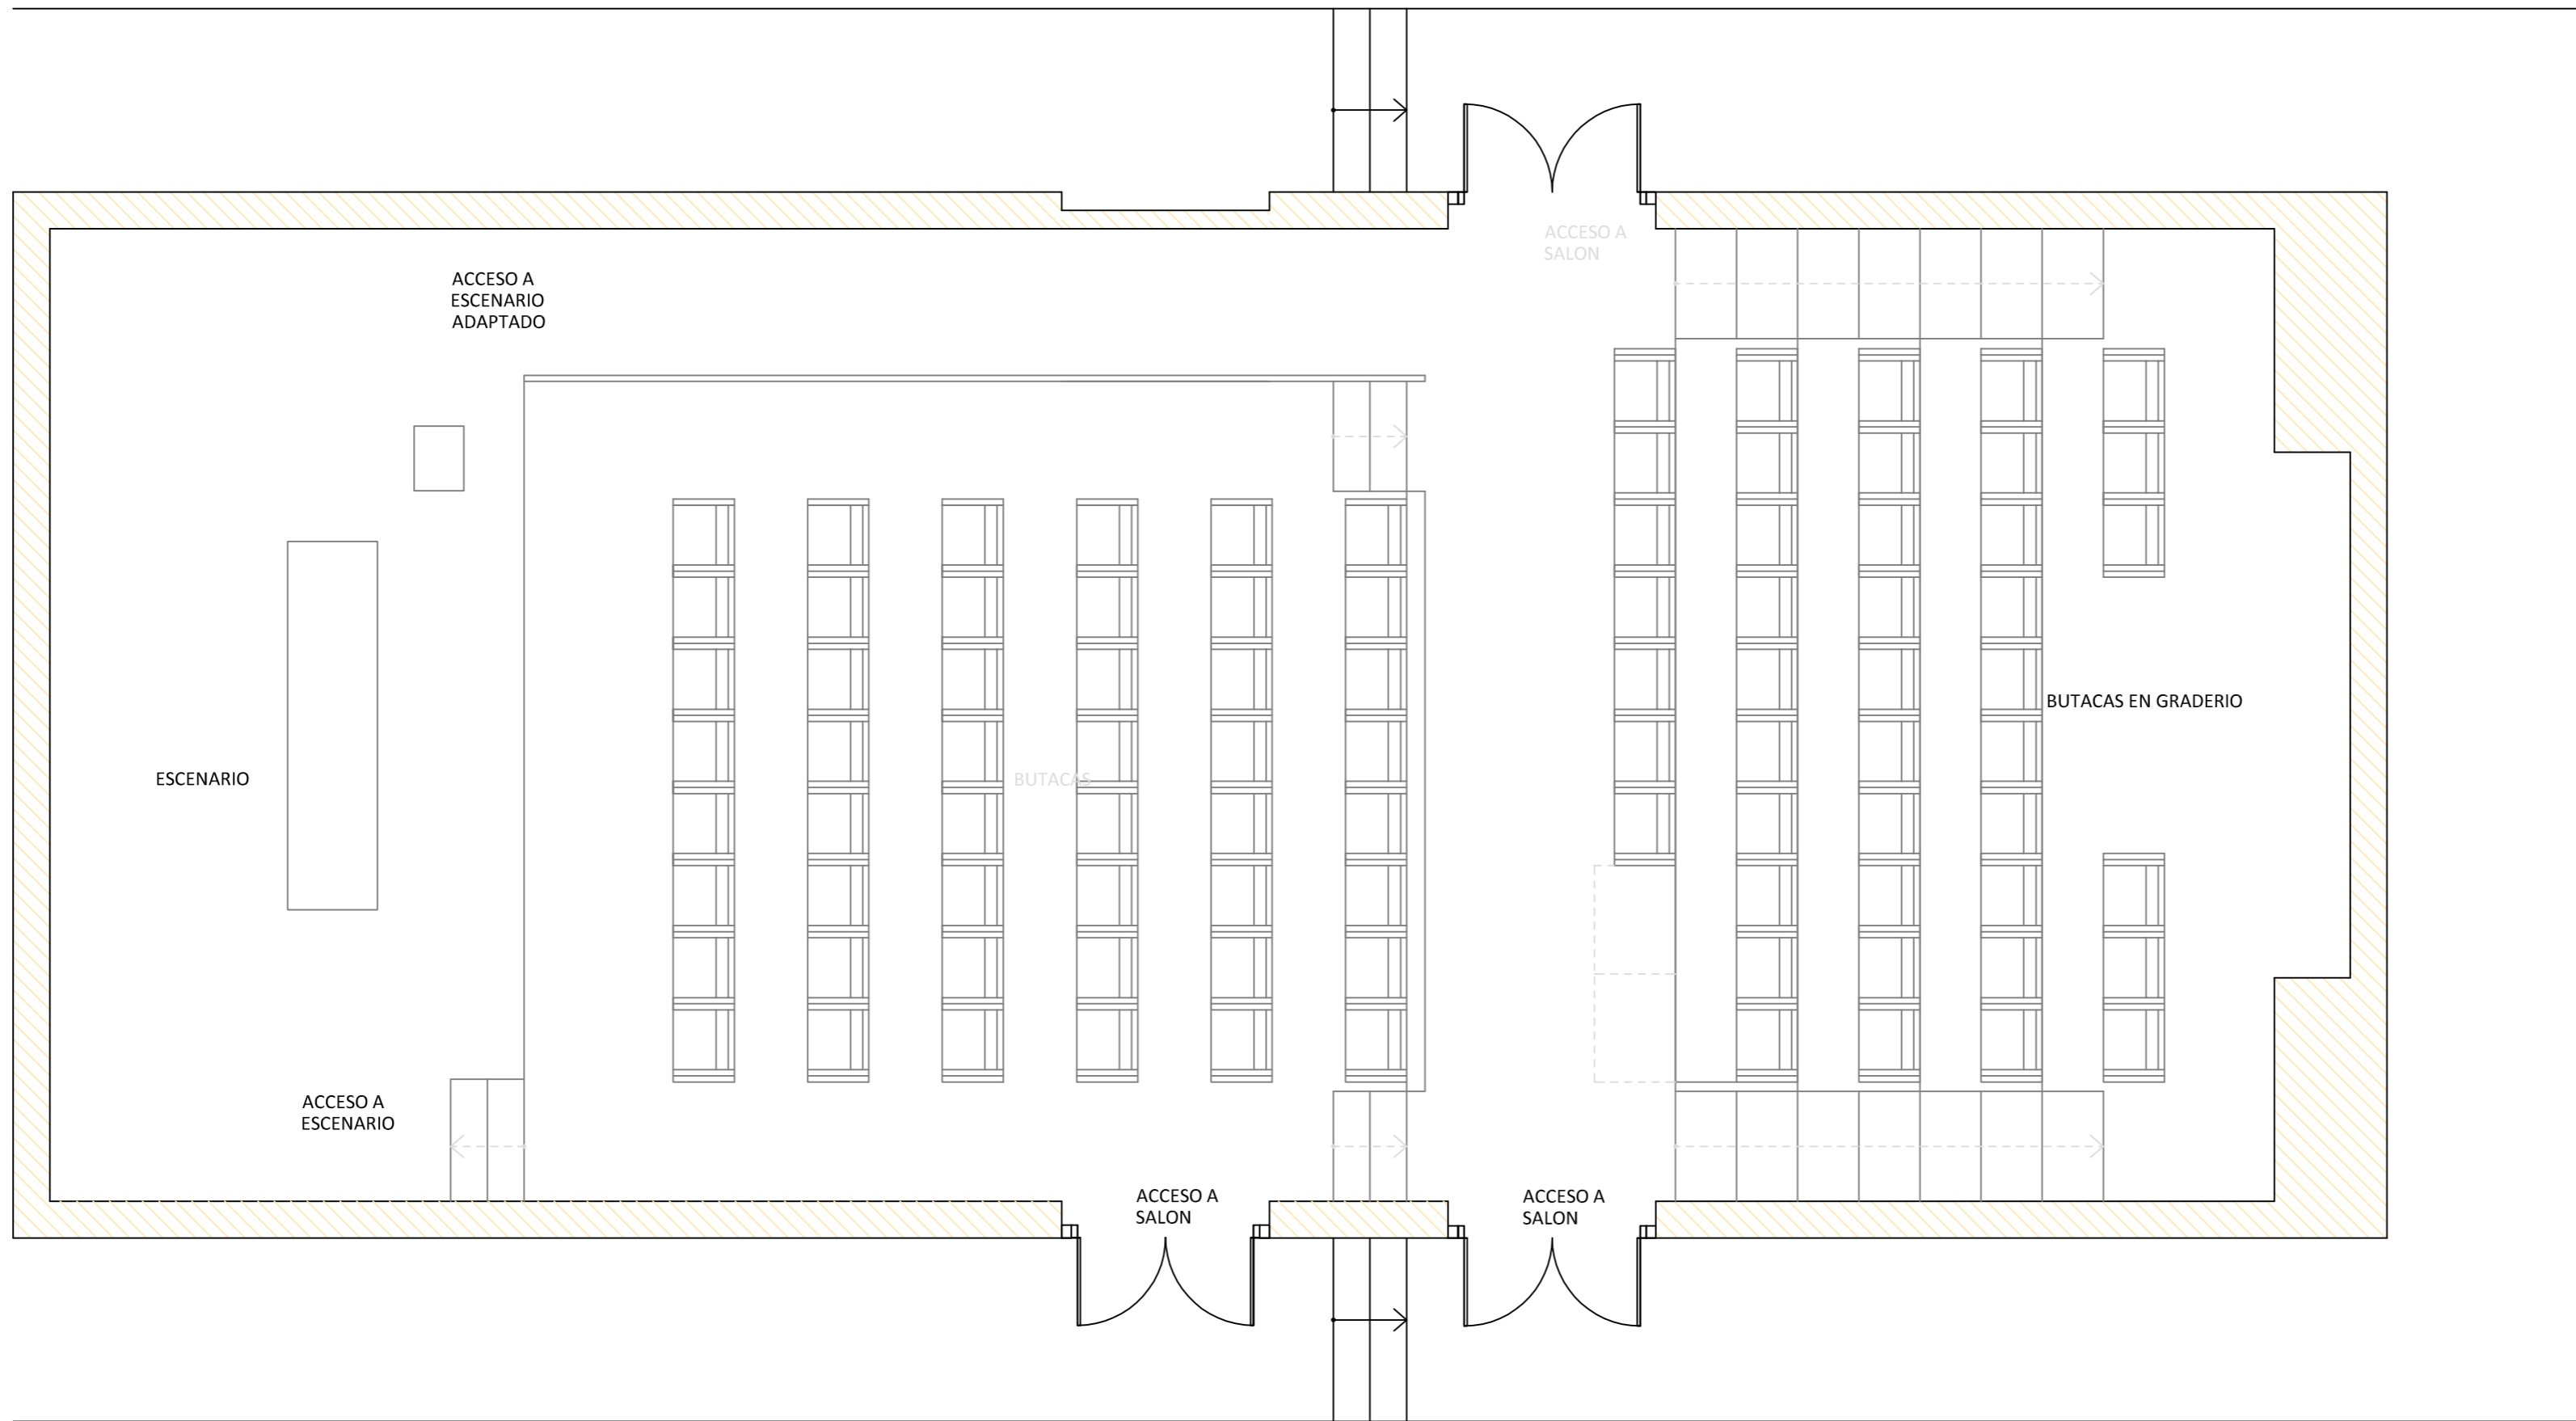 ACCESO A
SALON
ACCESO A
ESCENARIO
ADAPTADO
BUTACAS EN GRADERIO
ESCENARIO
BUTACAS
ACCESO A
ESCENARIO
ACCESO A
SALON
ACCESO A
SALON